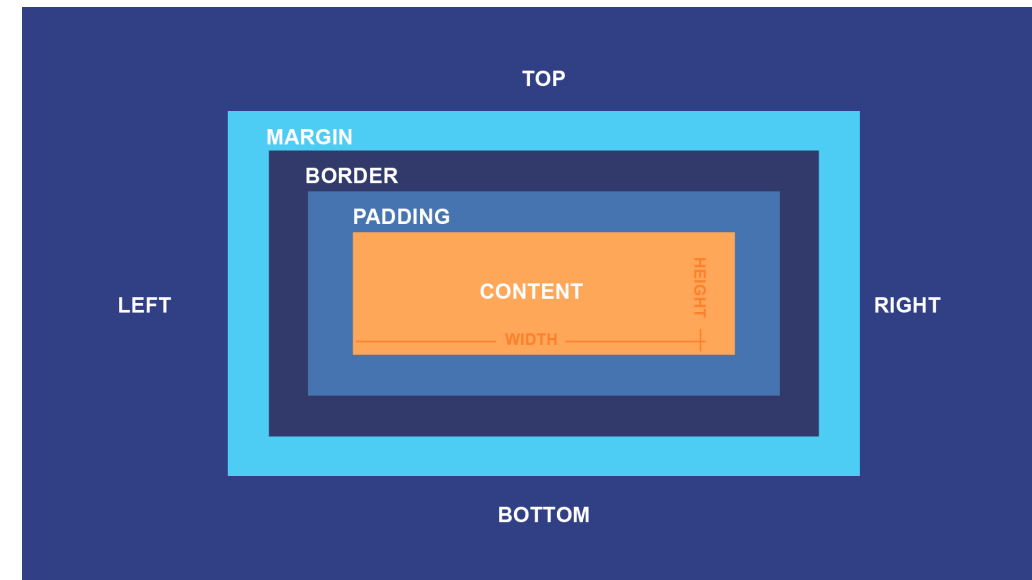 TOP
MARGIN
BORDER
PADDING
CONTENT
HEIGHT
LEFT
RIGHT
WIDTH
BOTTOM